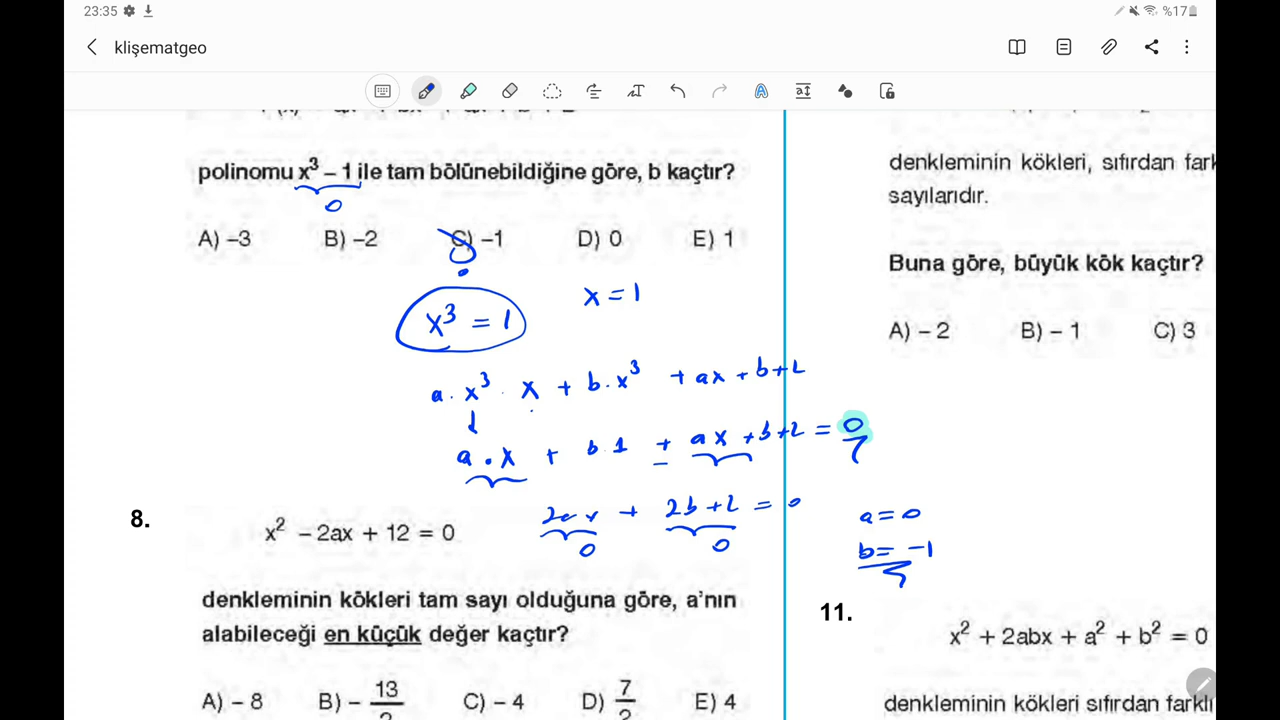 23:35
%17
klişematgeo
polinomu x³ – 1 ile tam bölünebildiğine göre, b kaçtır?
0
A) –3 B) –2 C) –1 D) 0 E) 1
x³ = 1
x = 1
a . x³ . x + b . x³ + ax + b + 2
a . x + b 1 + ax + b + 2 = 0
+ 2b + 2 = 0
0 0
a = 0
b = -1
8.
x² – 2ax + 12 = 0
denkleminin kökleri tam sayı olduğuna göre, a'nın
alabileceği en küçük değer kaçtır?
A) – 8 B) – 13 C) – 4 D) 7/2 E) 4
denkleminin kökleri, sıfırdan fark
sayılarıdır.
Buna göre, büyük kök kaçtır?
A) – 2 B) – 1 C) 3
11.
x² + 2abx + a² + b² = 0
denkleminin kökleri sıfırdan farklı